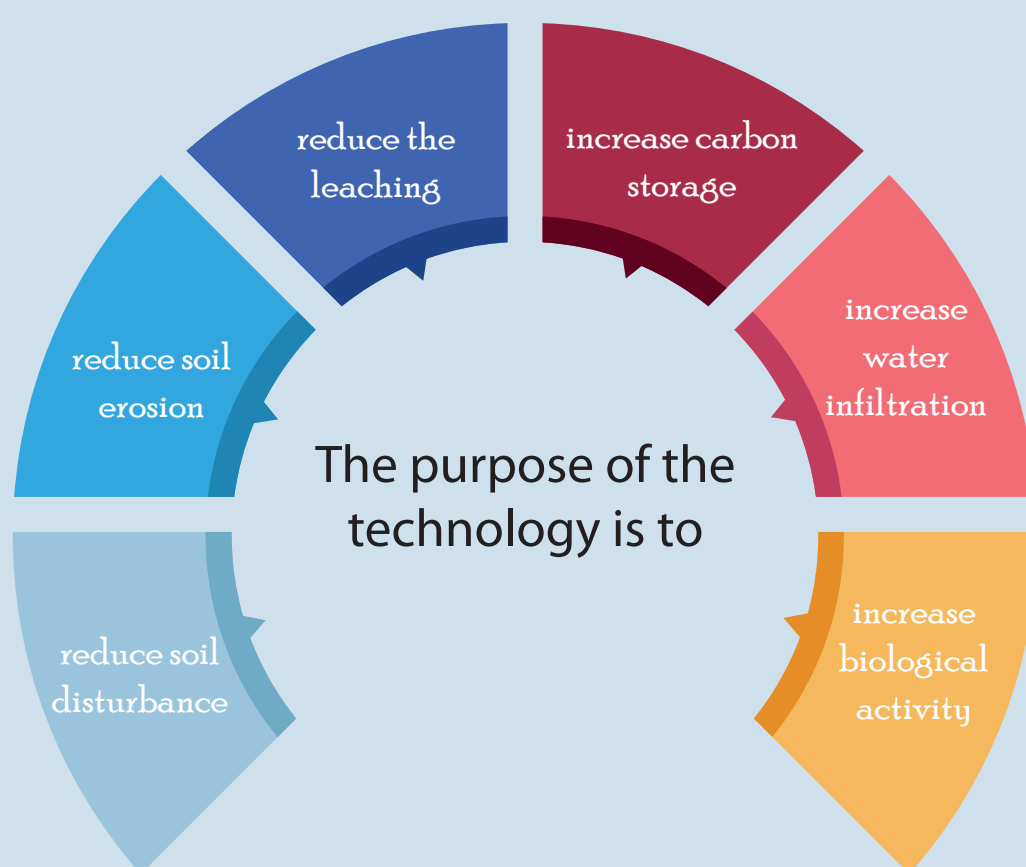 The purpose of the
technology is to
reduce soil
disturbance
reduce soil
erosion
reduce the
leaching
increase carbon
storage
increase
water
infiltration
increase
biological
activity